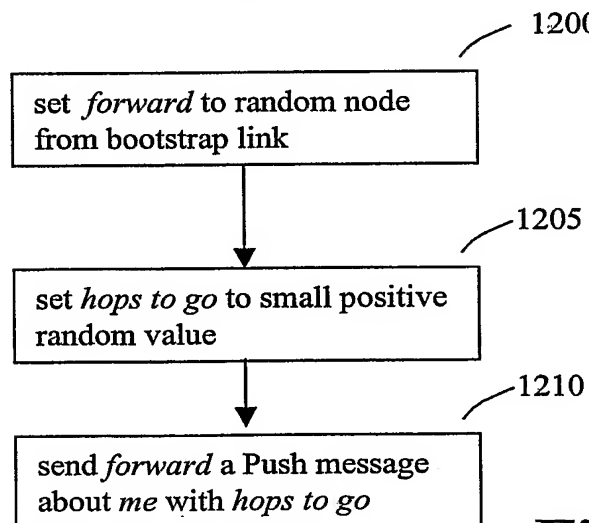 1200
set forward to random node
from bootstrap link
1205
set hops to go to small positive
random value
1210
send forward a Push message
about me with hops to go